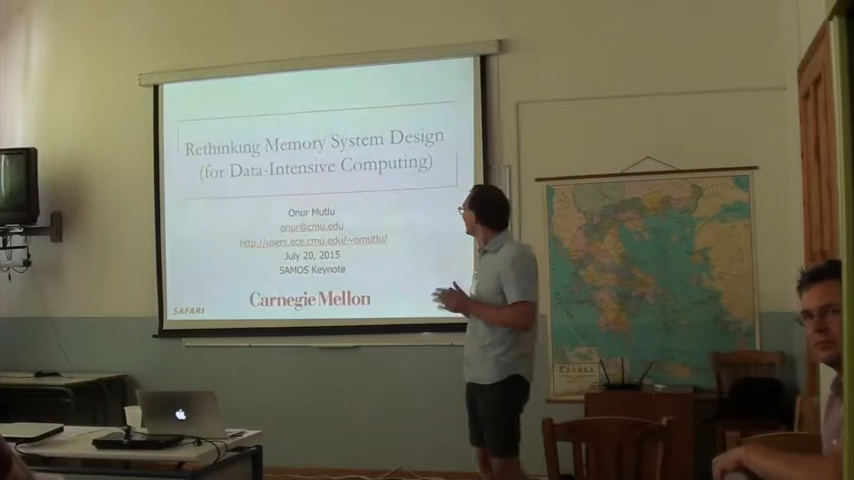 Rethinking Memory System Design
(for Data-Intensive Computing)
Onur Mutlu
onur@cmu.edu
http://users.ece.cmu.edu/~omutlu/
July 20, 2015
SAMOS Keynote
Carnegie Mellon
SAFARI